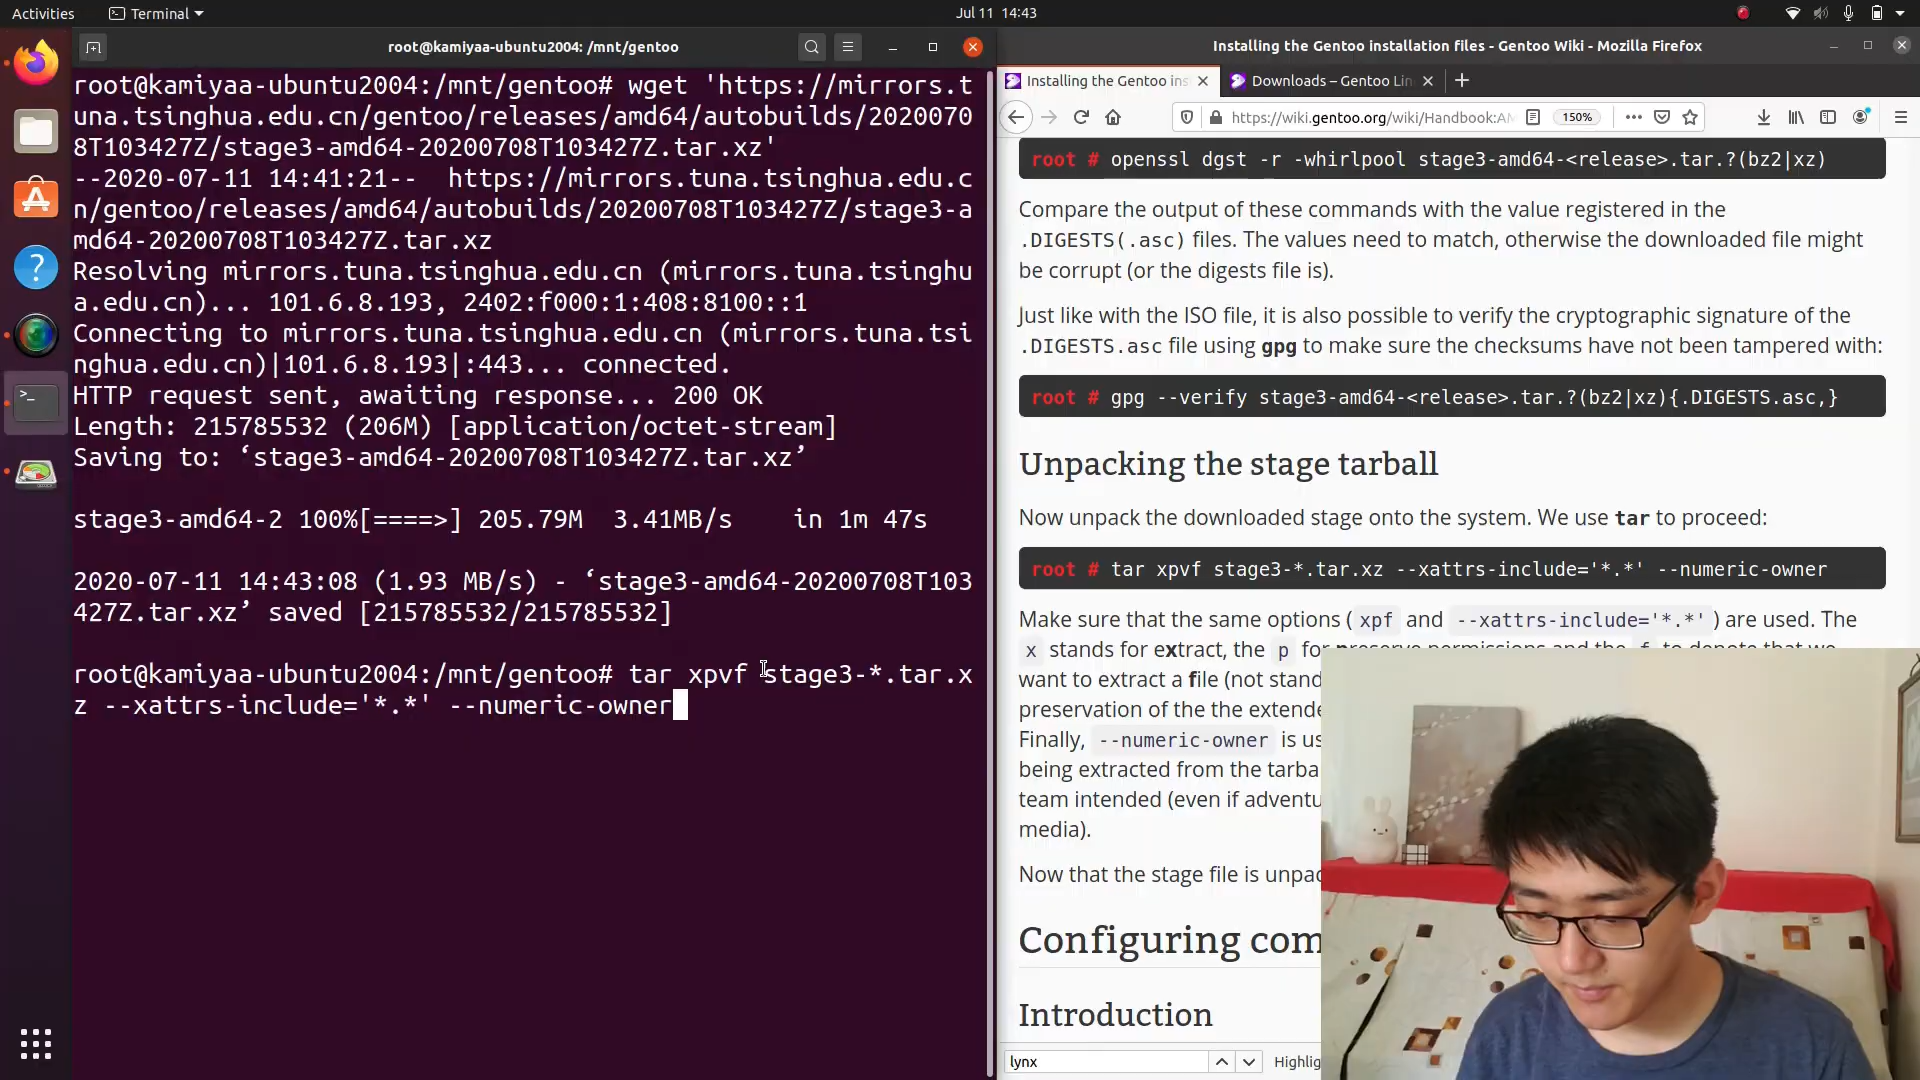 Activities
Terminal
Jul 11 14:43
root@kamiyaa-ubuntu2004: /mnt/gentoo
root@kamiyaa-ubuntu2004:/mnt/gentoo# wget 'https://mirrors.t
una.tsinghua.edu.cn/gentoo/releases/amd64/autobuilds/2020070
8T103427Z/stage3-amd64-20200708T103427Z.tar.xz'
--2020-07-11 14:41:21--  https://mirrors.tuna.tsinghua.edu.c
n/gentoo/releases/amd64/autobuilds/20200708T103427Z/stage3-a
md64-20200708T103427Z.tar.xz
Resolving mirrors.tuna.tsinghua.edu.cn (mirrors.tuna.tsinghu
a.edu.cn)... 101.6.8.193, 2402:f000:1:408:8100::1
Connecting to mirrors.tuna.tsinghua.edu.cn (mirrors.tuna.tsi
nghua.edu.cn)|101.6.8.193|:443... connected.
HTTP request sent, awaiting response... 200 OK
Length: 215785532 (206M) [application/octet-stream]
Saving to: ‘stage3-amd64-20200708T103427Z.tar.xz’
stage3-amd64-2 100%[====>] 205.79M  3.41MB/s    in 1m 47s
2020-07-11 14:43:08 (1.93 MB/s) - ‘stage3-amd64-20200708T103
427Z.tar.xz’ saved [215785532/215785532]
root@kamiyaa-ubuntu2004:/mnt/gentoo# tar xpvf stage3-*.tar.x
z --xattrs-include='*.*' --numeric-owner
Installing the Gentoo installation files - Gentoo Wiki - Mozilla Firefox
Installing the Gentoo ins
Downloads – Gentoo Lin
https://wiki.gentoo.org/wiki/Handbook:AM
150%
root # openssl dgst -r -whirlpool stage3-amd64-<release>.tar.?(bz2|xz)
Compare the output of these commands with the value registered in the
.DIGESTS(.asc) files. The values need to match, otherwise the downloaded file might
be corrupt (or the digests file is).
Just like with the ISO file, it is also possible to verify the cryptographic signature of the
.DIGESTS.asc file using gpg to make sure the checksums have not been tampered with:
root # gpg --verify stage3-amd64-<release>.tar.?(bz2|xz){.DIGESTS.asc,}
Unpacking the stage tarball
Now unpack the downloaded stage onto the system. We use tar to proceed:
root # tar xpvf stage3-*.tar.xz --xattrs-include='*.*' --numeric-owner
Make sure that the same options ( xpf and --xattrs-include='*.*' ) are used. The
x stands for extract, the p for preserve permissions and the f to denote that we
want to extract a file (not stand
preservation of the the extende
Finally, --numeric-owner is us
being extracted from the tarba
team intended (even if adventu
media).
Now that the stage file is unpac
Configuring com
Introduction
lynx
Highlig